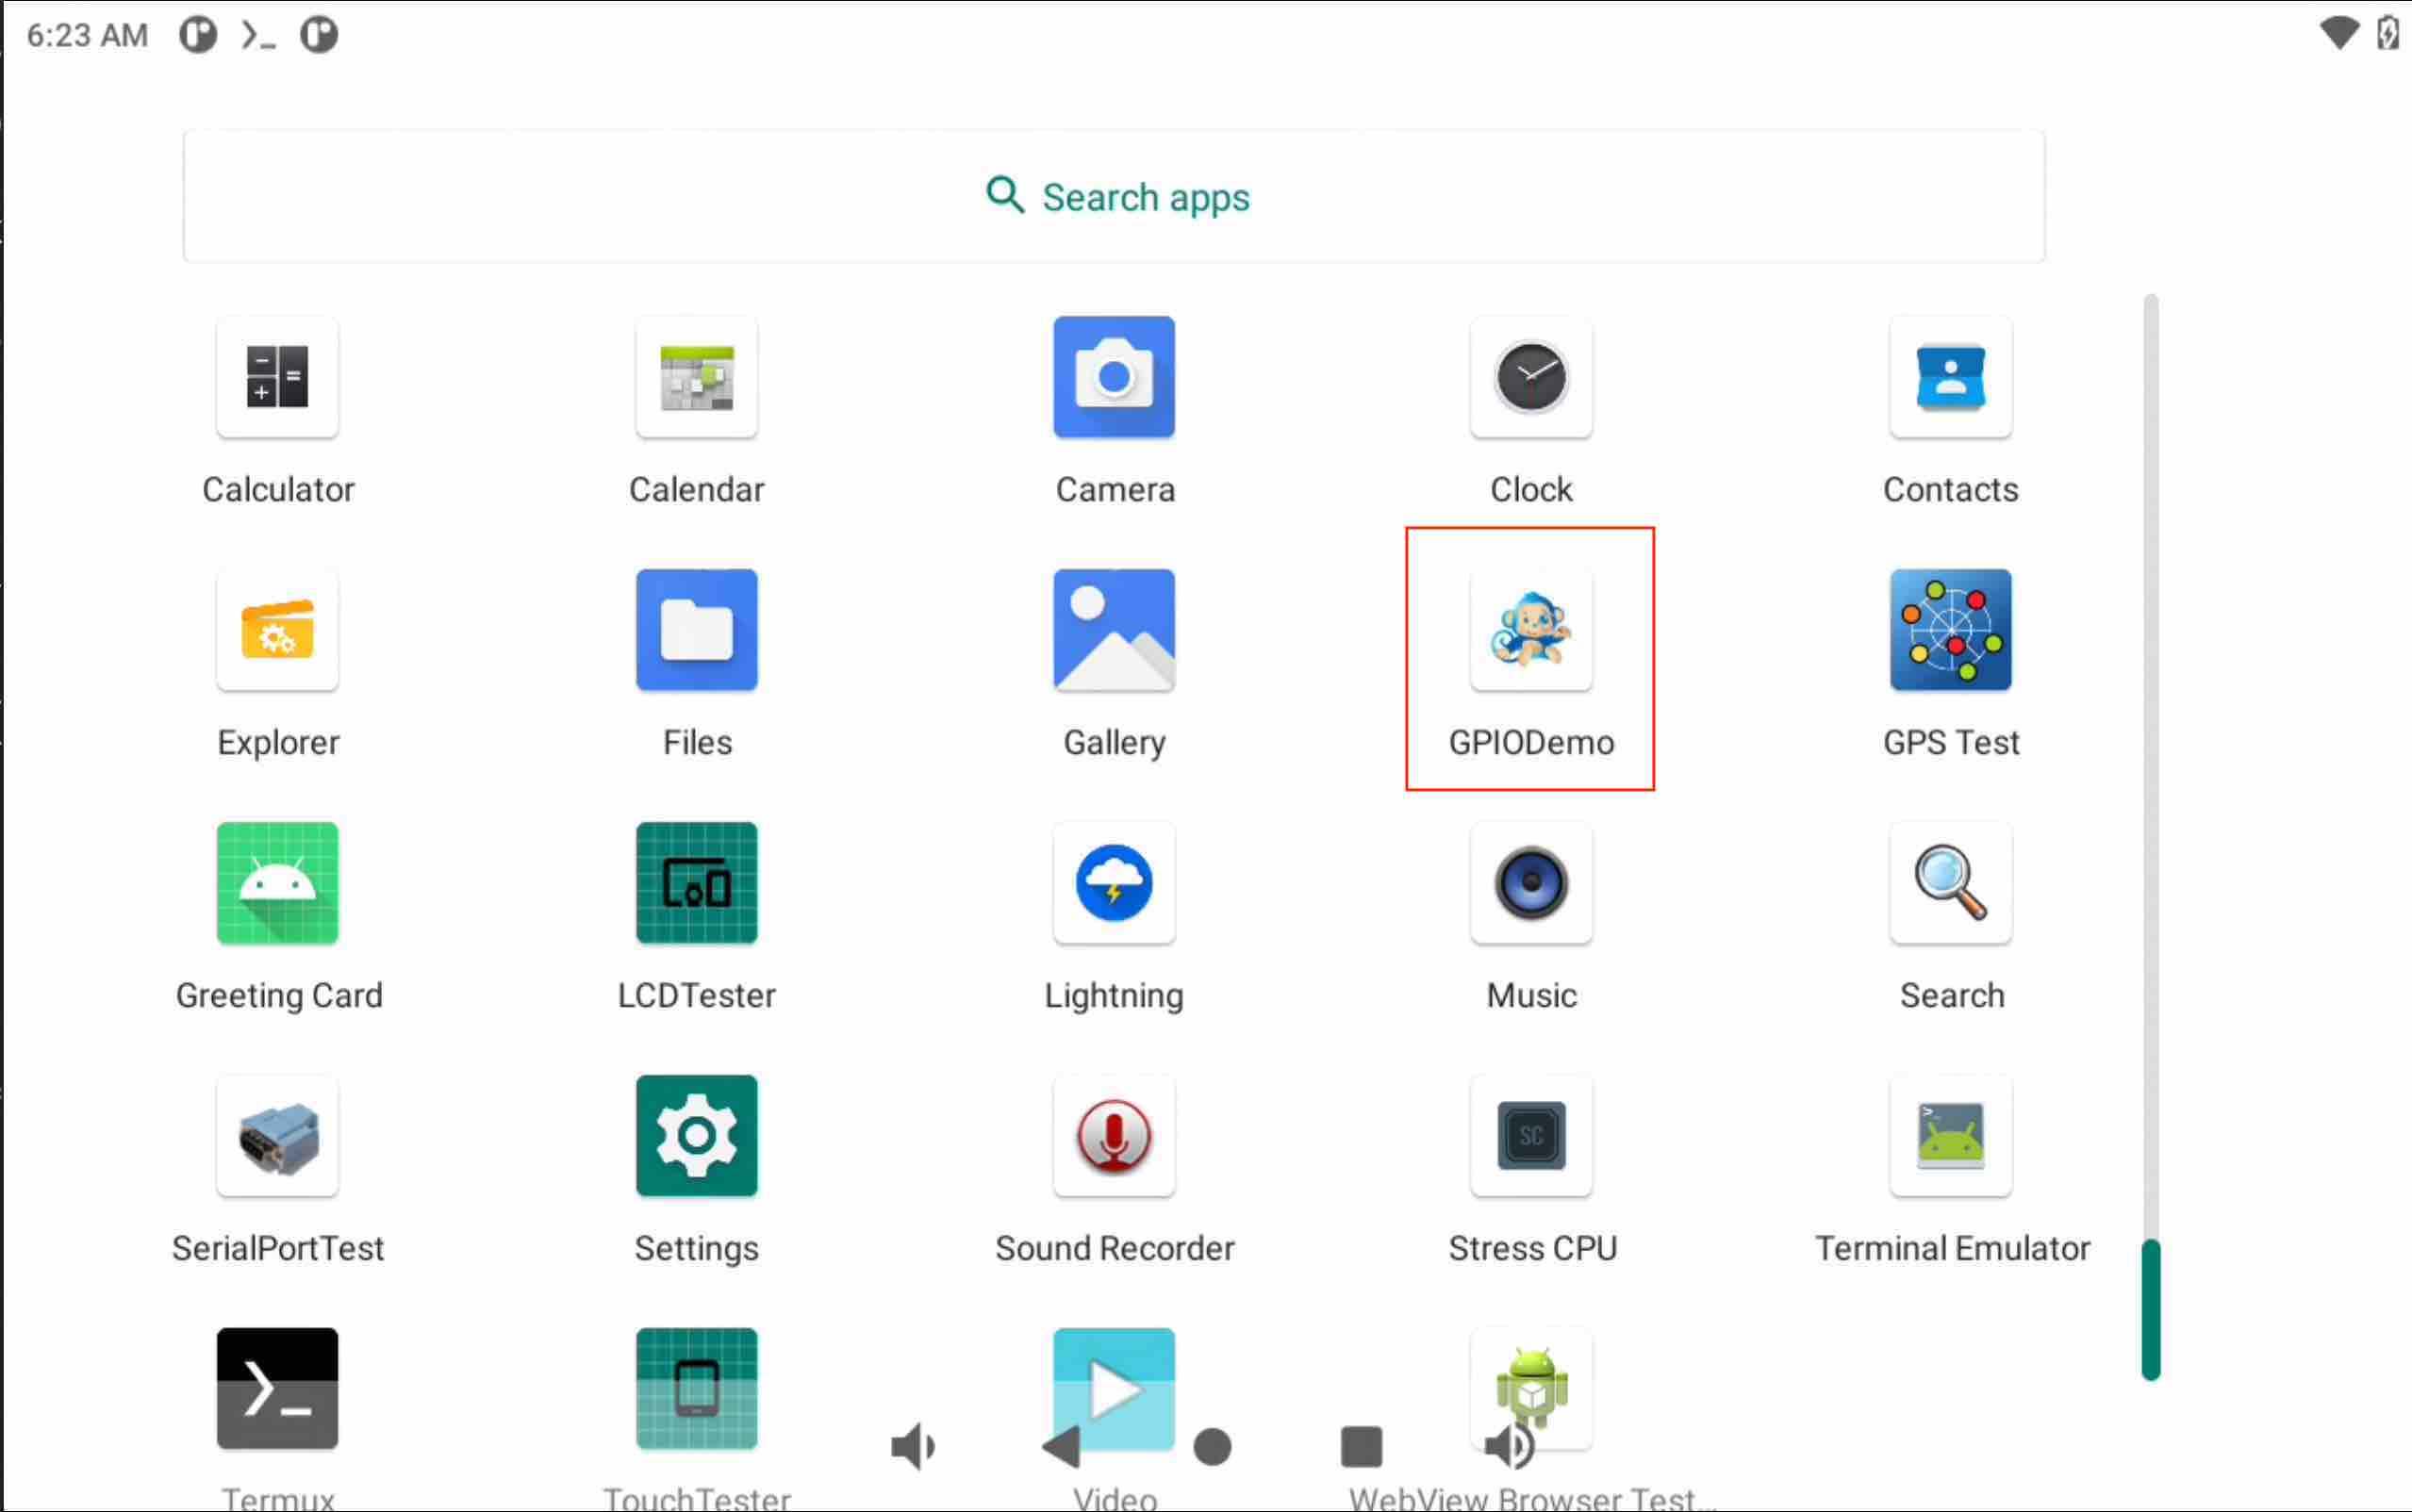 6:23 AM
Search apps
Calculator
Calendar
Camera
Clock
Contacts
Explorer
Files
Gallery
GPIODemo
GPS Test
Greeting Card
LCDTester
Lightning
Music
Search
SC
SerialPortTest
Settings
Sound Recorder
Stress CPU
Terminal Emulator
Termux
TouchTester
Video
WebView Browser Test...